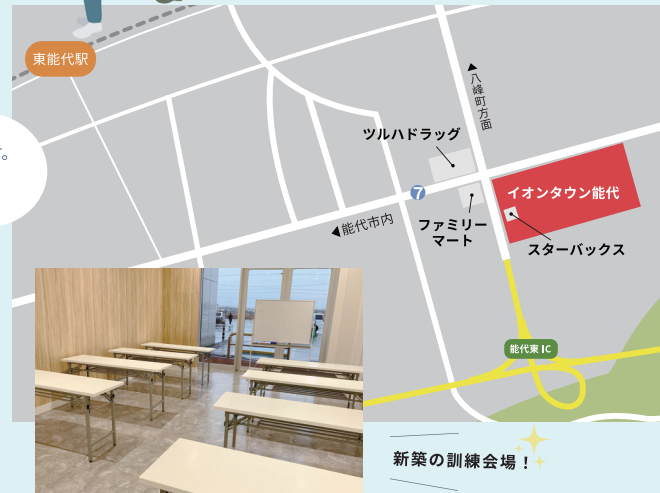 東能代駅
す。
▲八峰町方面
ツルハドラッグ
7
イオンタウン能代
◀能代市内
ファミリー
マート
スターバックス
能代東IC
新築の訓練会場！